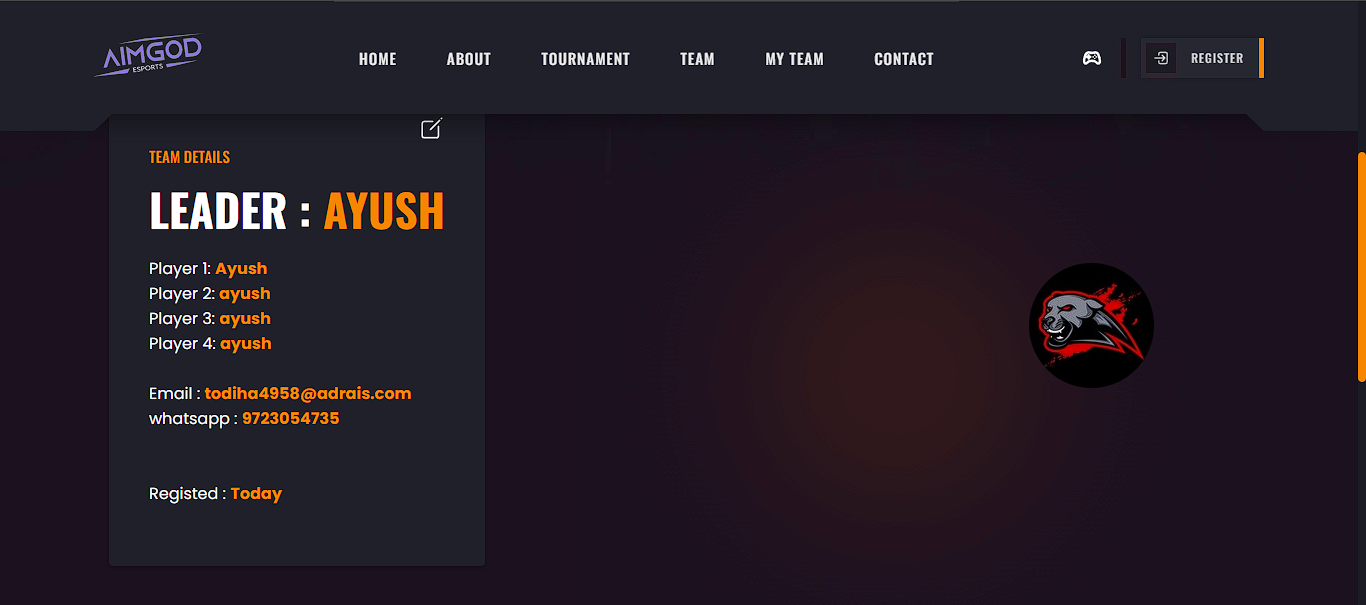 AIMGOD
ESPORTS
HOME ABOUT TOURNAMENT TEAM MY TEAM CONTACT REGISTER
TEAM DETAILS
LEADER : AYUSH
Player 1: Ayush
Player 2: ayush
Player 3: ayush
Player 4: ayush
Email : todiha4958@adrais.com
whatsapp : 9723054735
Registed : Today